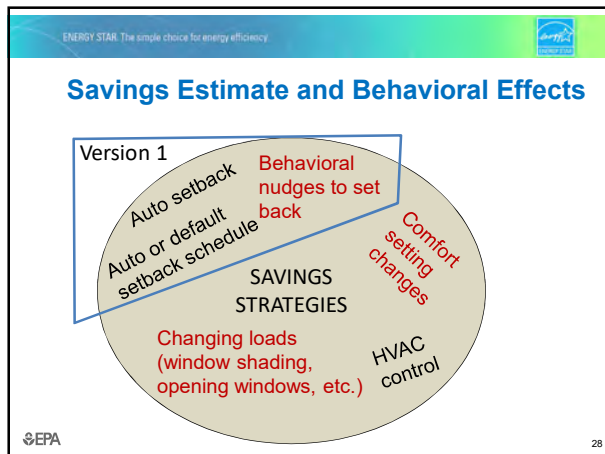 ENERGY STAR. The simple choice for energy efficiency.
ENERGY STAR
Savings Estimate and Behavioral Effects
Version 1
Auto setback
Behavioral
nudges to set
back
Auto or default
setback schedule
Comfort
setting
changes
SAVINGS
STRATEGIES
Changing loads
(window shading,
opening windows, etc.)
HVAC
control
EPA
28